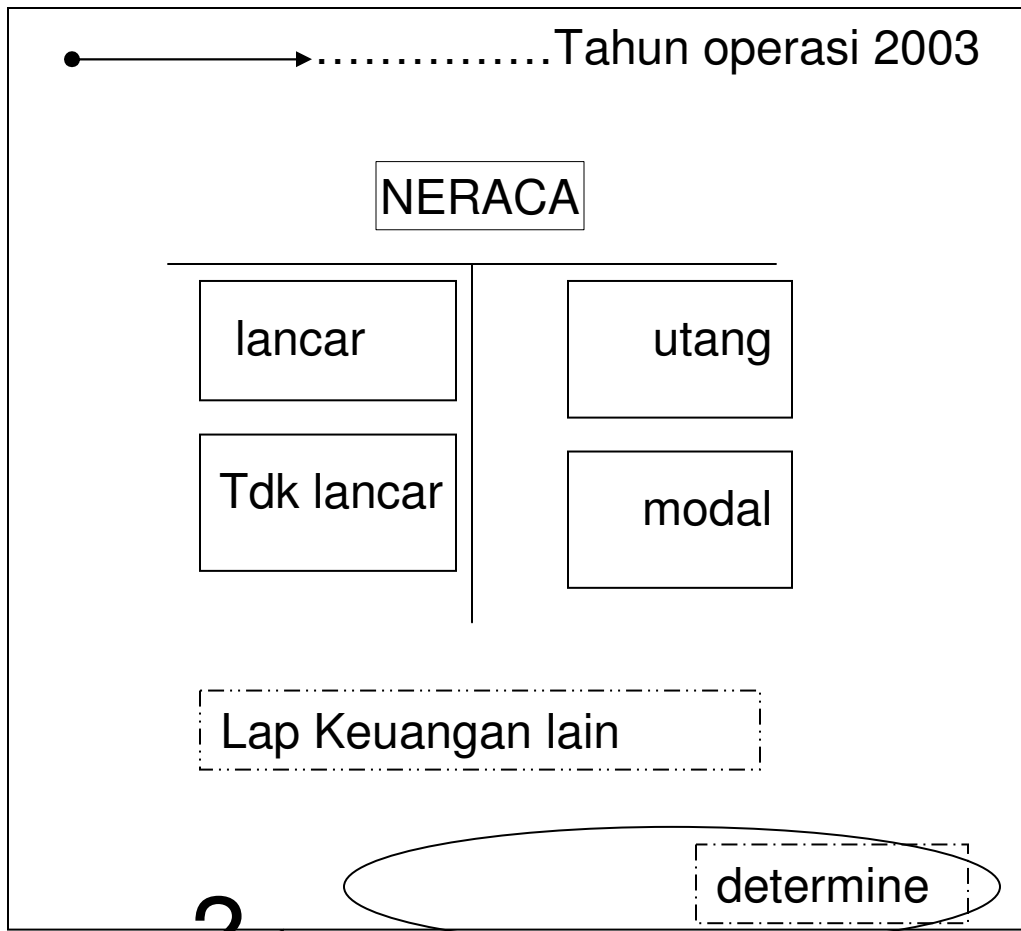 ...............Tahun operasi 2003
NERACA
lancar
utang
Tdk lancar
modal
Lap Keuangan lain
determine
?